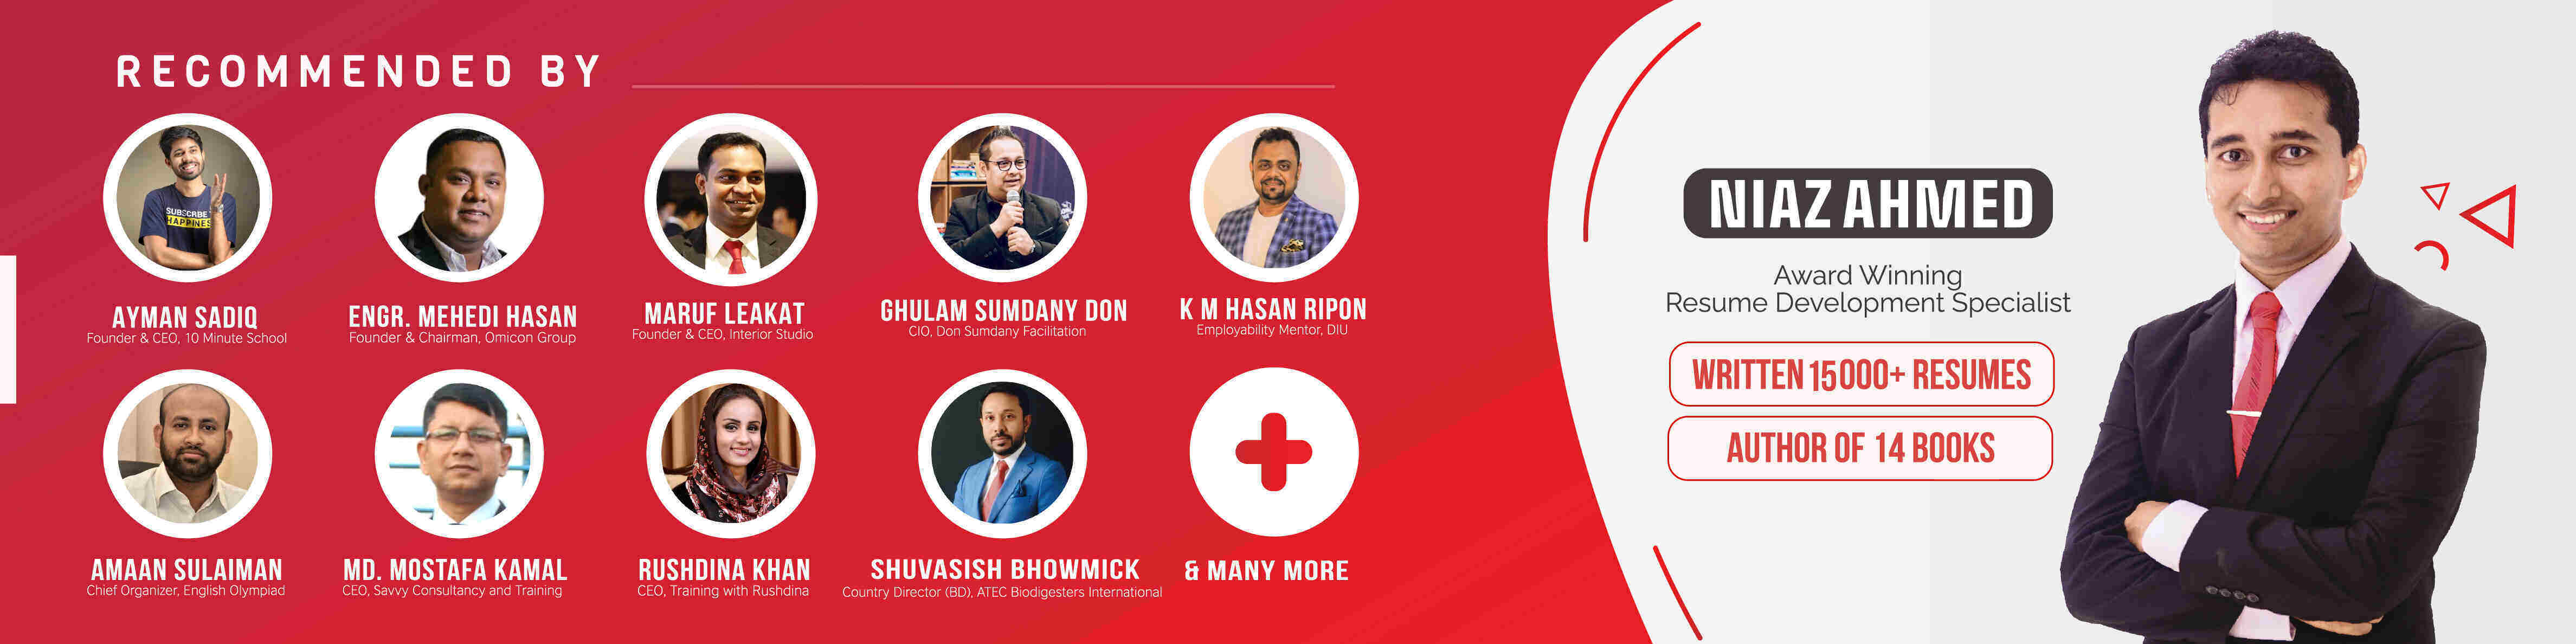 RECOMMENDED BY
SUBSCRBE
HAPPINES
AYMAN SADIQ
Founder & CEO, 10 Minute School
ENGR. MEHEDI HASAN
Founder & Chairman, Omicon Group
MARUF LEAKAT
Founder & CEO, Interior Studio
GHULAM SUMDANY DON
CIO, Don Sumdany Facilitation
K M HASAN RIPON
Employability Mentor, DIU
AMAAN SULAIMAN
Chief Organizer, English Olympiad
MD. MOSTAFA KAMAL
CEO, Savvy Consultancy and Training
RUSHDINA KHAN
CEO, Training with Rushdina
SHUVASISH BHOWMICK
Country Director (BD), ATEC Biodigesters International
& MANY MORE
NIAZ AHMED
Award Winning
Resume Development Specialist
WRITTEN 15000+ RESUMES
AUTHOR OF 14 BOOKS